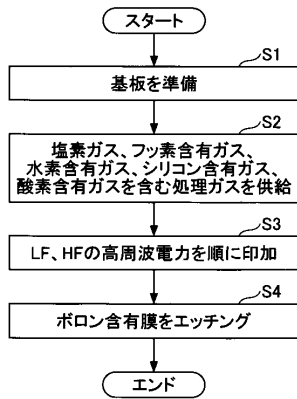 スタート
S1
基板を準備
S2
塩素ガス、フッ素含有ガス、
水素含有ガス、シリコン含有ガス、
酸素含有ガスを含む処理ガスを供給
S3
LF、HFの高周波電力を順に印加
S4
ボロン含有膜をエッチング
エンド